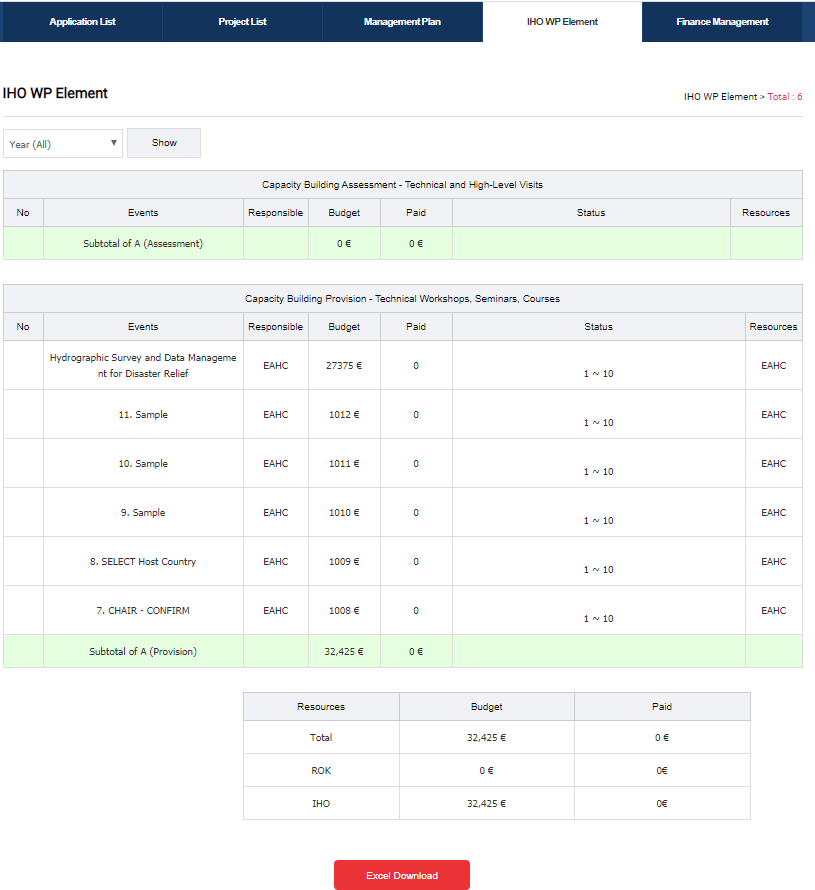 Application List Project List Management Plan IHO WP Element Finance Management
IHO WP Element
IHO WP Element > Total : 6
Year (All) ▼ Show
Capacity Building Assessment - Technical and High-Level Visits
No Events Responsible Budget Paid Status Resources
Subtotal of A (Assessment) 0 € 0 €
Capacity Building Provision - Technical Workshops, Seminars, Courses
No Events Responsible Budget Paid Status Resources
Hydrographic Survey and Data Manageme
nt for Disaster Relief EAHC 27375 € 0 1 ~ 10 EAHC
11. Sample EAHC 1012 € 0 1 ~ 10 EAHC
10. Sample EAHC 1011 € 0 1 ~ 10 EAHC
9. Sample EAHC 1010 € 0 1 ~ 10 EAHC
8. SELECT Host Country EAHC 1009 € 0 1 ~ 10 EAHC
7. CHAIR - CONFIRM EAHC 1008 € 0 1 ~ 10 EAHC
Subtotal of A (Provision) 32,425 € 0 €
Resources Budget Paid
Total 32,425 € 0 €
ROK 0 € 0€
IHO 32,425 € 0€
Excel Download